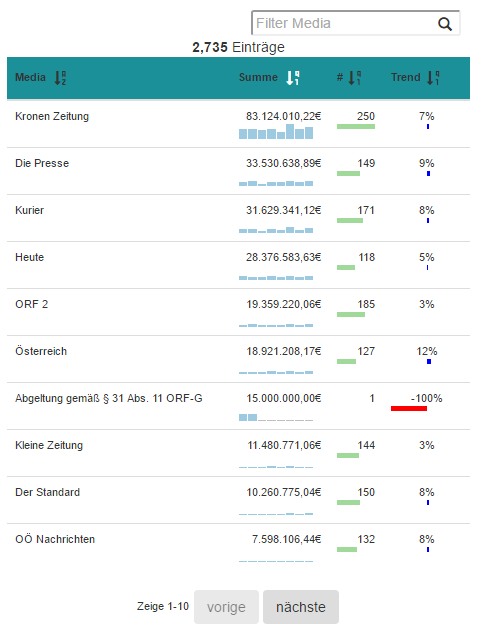 Filter Media
2,735 Einträge
Media Summe # Trend
Kronen Zeitung 83.124.010,22€ 250 7%
Die Presse 33.530.638,89€ 149 9%
Kurier 31.629.341,12€ 171 8%
Heute 28.376.583,63€ 118 5%
ORF 2 19.359.220,06€ 185 3%
Österreich 18.921.208,17€ 127 12%
Abgeltung gemäß § 31 Abs. 11 ORF-G 15.000.000,00€ 1 -100%
Kleine Zeitung 11.480.771,06€ 144 3%
Der Standard 10.260.775,04€ 150 8%
OÖ Nachrichten 7.598.106,44€ 132 8%
Zeige 1-10 vorige nächste